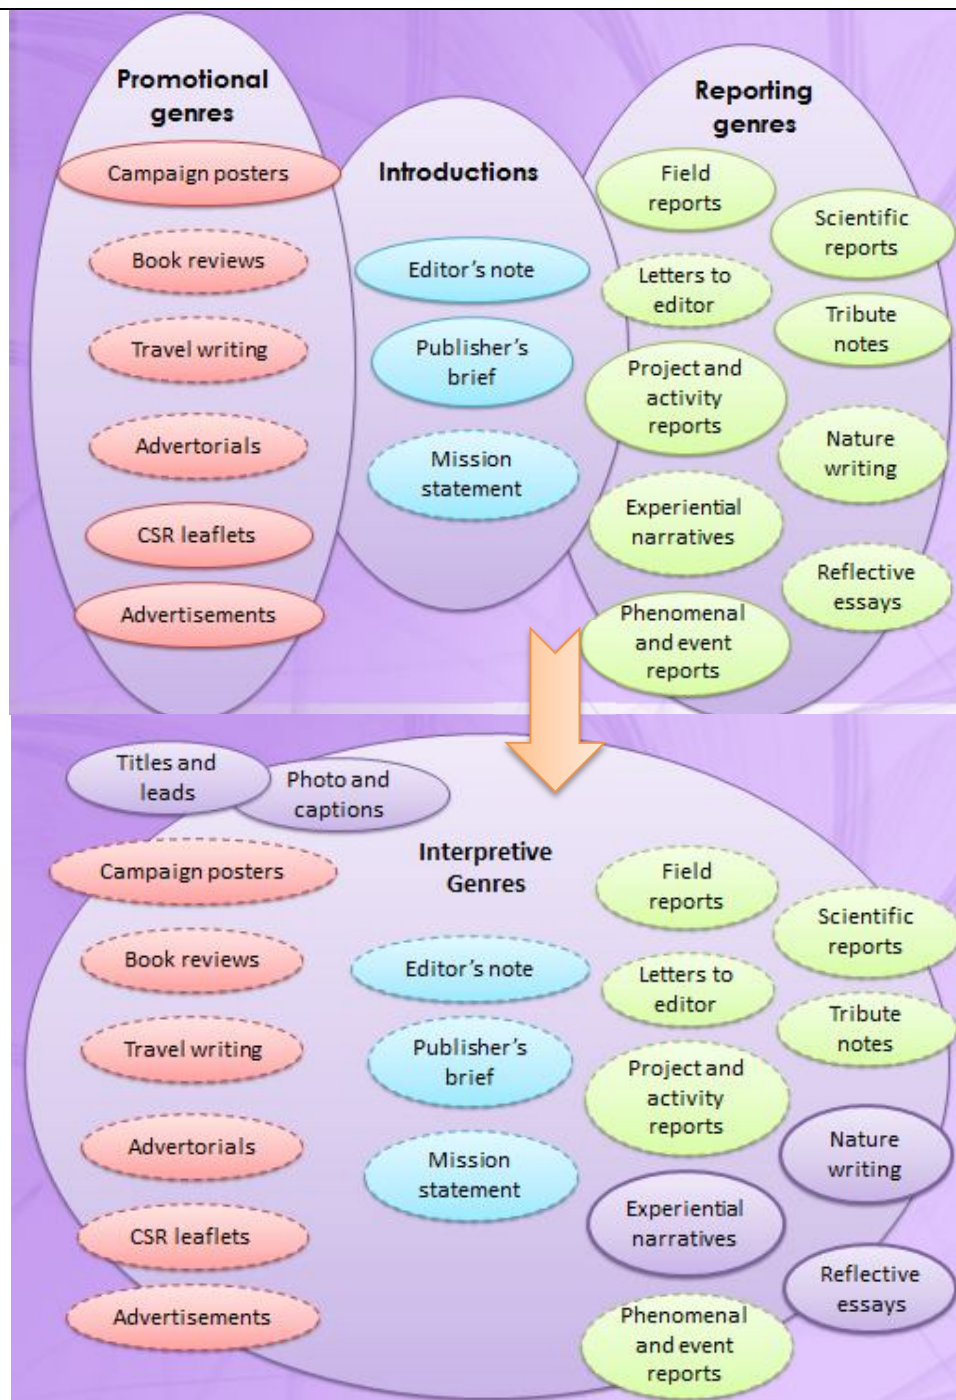 Promotional
genres
Campaign posters
Book reviews
Travel writing
Advertorials
CSR leaflets
Advertisements
Introductions
Editor's note
Publisher's
brief
Mission
statement
Reporting
genres
Field
reports
Scientific
reports
Letters to
editor
Tribute
notes
Project and
activity
reports
Nature
writing
Experiential
narratives
Reflective
essays
Phenomenal
and event
reports
Titles and
leads
Photo and
captions
Interpretive
Genres
Campaign posters
Book reviews
Travel writing
Advertorials
CSR leaflets
Advertisements
Editor's note
Publisher's
brief
Mission
statement
Field
reports
Scientific
reports
Letters to
editor
Tribute
notes
Project and
activity
reports
Nature
writing
Experiential
narratives
Reflective
essays
Phenomenal
and event
reports